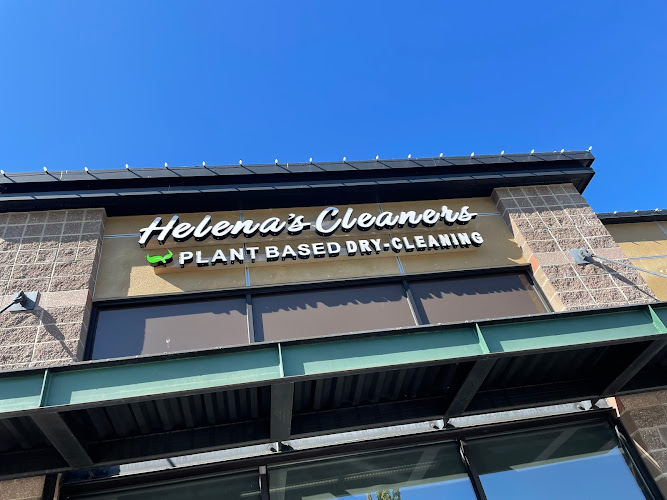 Helena's Cleaners
PLANT BASED DRY-CLEANING